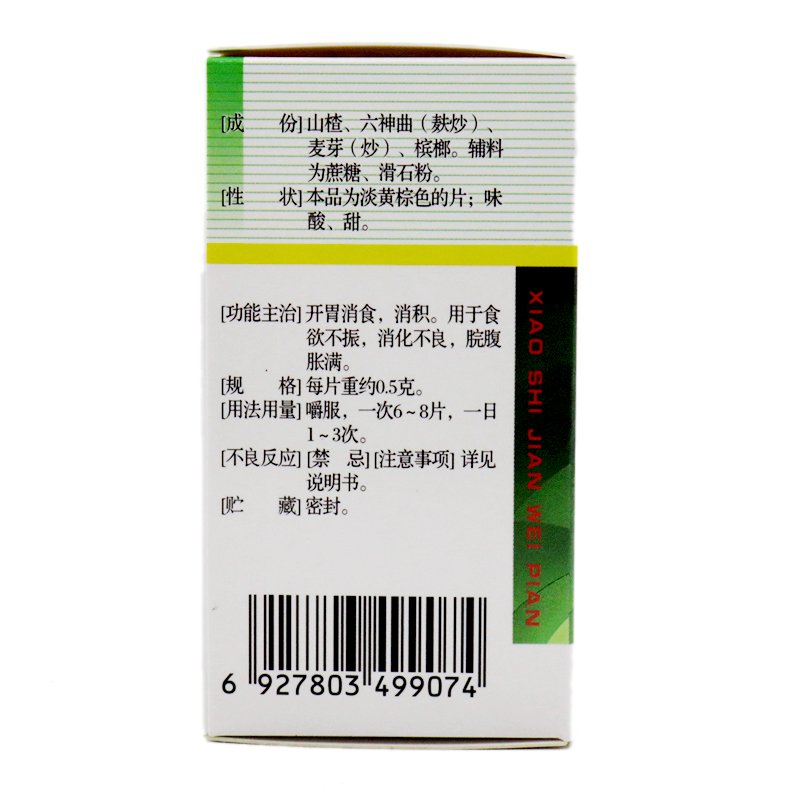 [成 份]山楂、六神曲（麸炒）、
麦芽（炒）、槟榔。辅料
为蔗糖、滑石粉。
[性 状]本品为淡黄棕色的片；味
酸、甜。
[功能主治]开胃消食，消积。用于食
欲不振，消化不良，脘腹
胀满。
[规 格]每片重约0.5克。
[用法用量]嚼服，一次6~8片，一日
1~3次。
[不良反应][禁 忌][注意事项]详见
说明书。
[贮 藏]密封。
XIAO SHI JIAN WEI PIAN
6 927803 499074